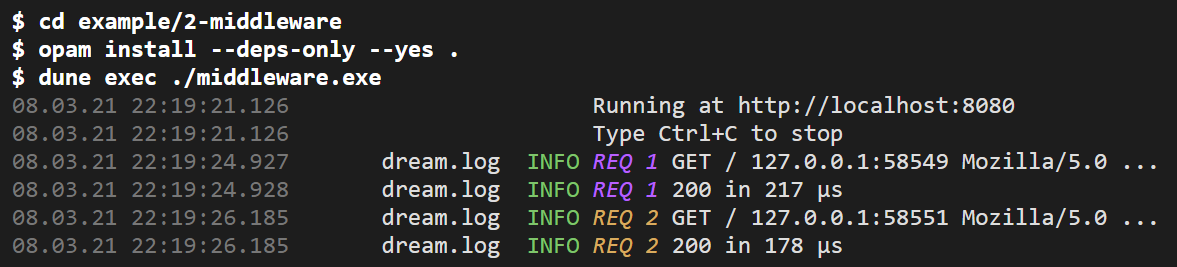 $ cd example/2-middleware
$ opam install --deps-only --yes .
$ dune exec ./middleware.exe
08.03.21 22:19:21.126                       Running at http://localhost:8080
08.03.21 22:19:21.126                       Type Ctrl+C to stop
08.03.21 22:19:24.927       dream.log  INFO REQ 1 GET / 127.0.0.1:58549 Mozilla/5.0 ...
08.03.21 22:19:24.928       dream.log  INFO REQ 1 200 in 217 μs
08.03.21 22:19:26.185       dream.log  INFO REQ 2 GET / 127.0.0.1:58551 Mozilla/5.0 ...
08.03.21 22:19:26.185       dream.log  INFO REQ 2 200 in 178 μs